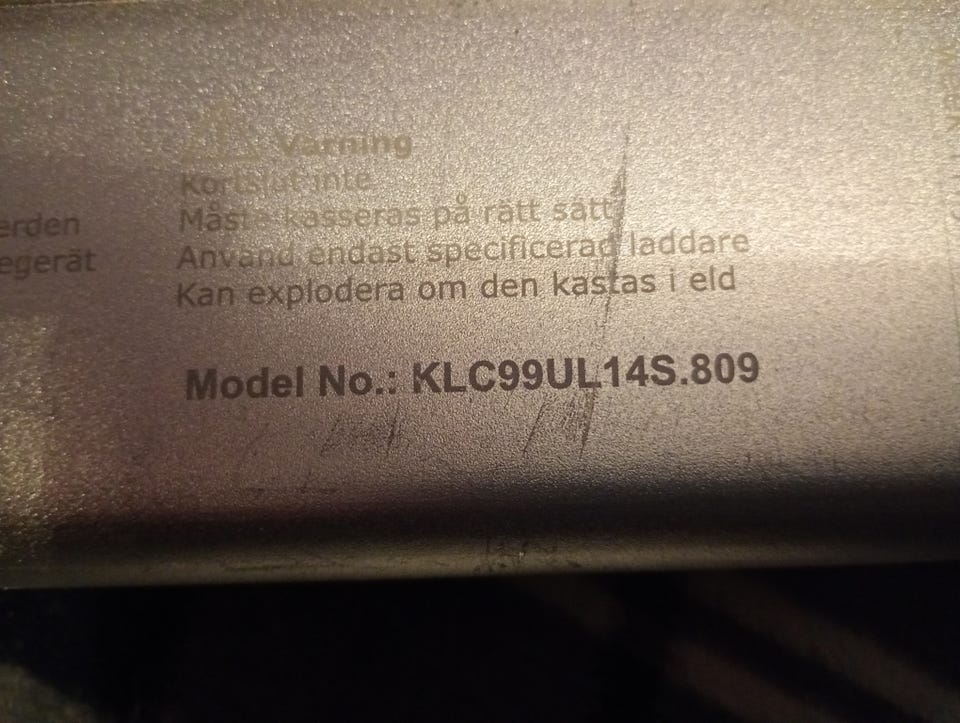 Varning
Kortslut inte
Måste kasseras på rätt sätt
erden
Använd endast specificerad laddare
egerät
Kan explodera om den kastas i eld
Model No.: KLC99UL14S.809